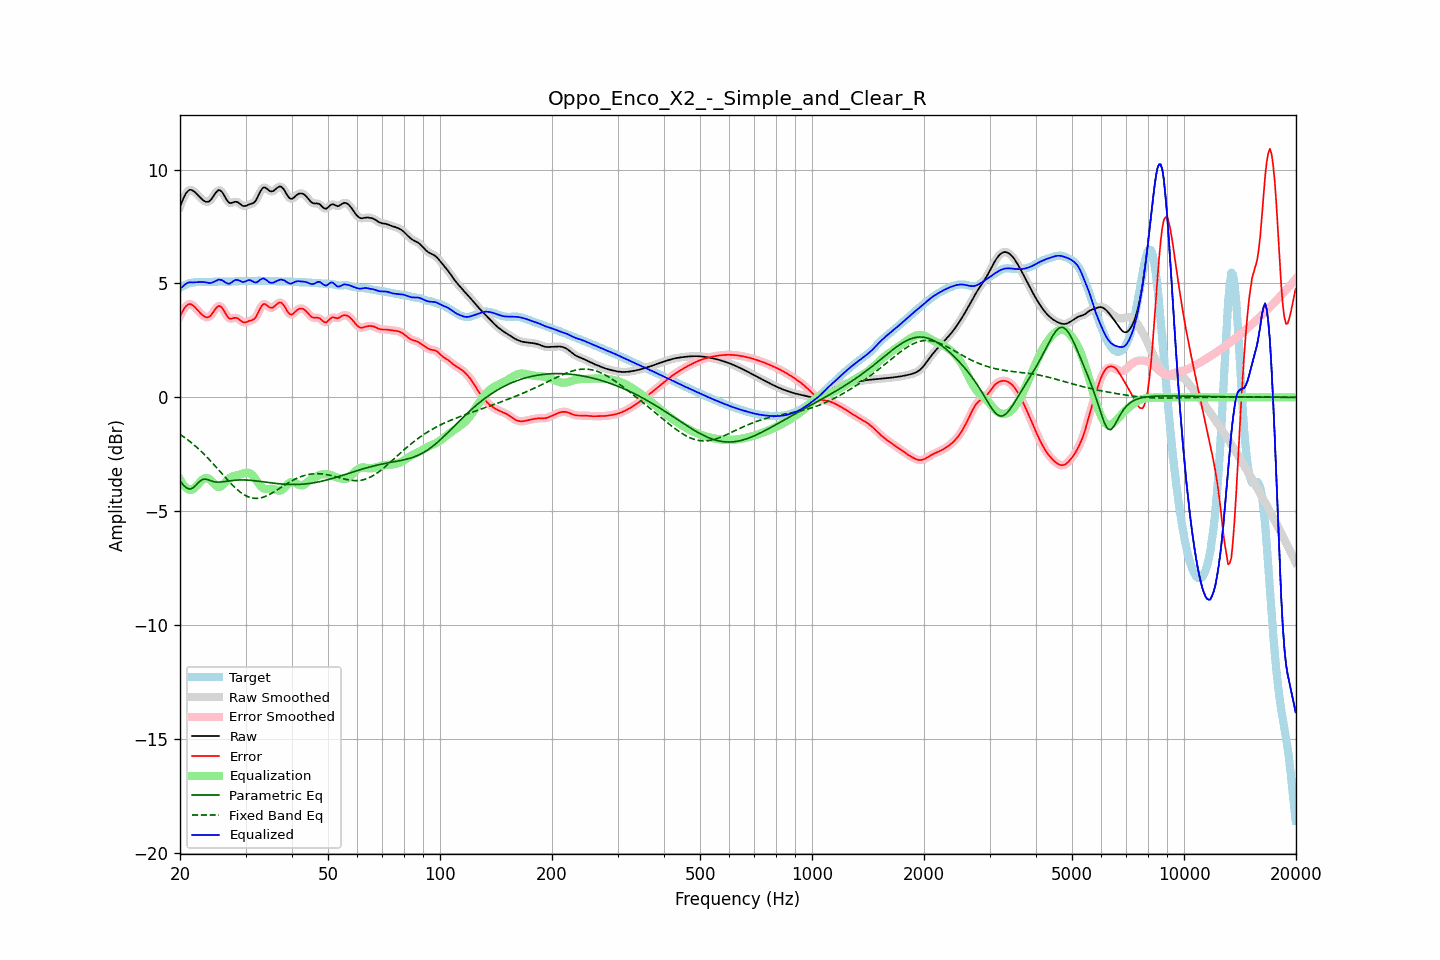 Oppo_Enco_X2_-_Simple_and_Clear_R
Amplitude (dBr)
10
5
0
−5
−10
−15
−20
Target
Raw Smoothed
Error Smoothed
Raw
Error
Equalization
Parametric Eq
Fixed Band Eq
Equalized
20 50 100 200 500 1000 2000 5000 10000 20000
Frequency (Hz)